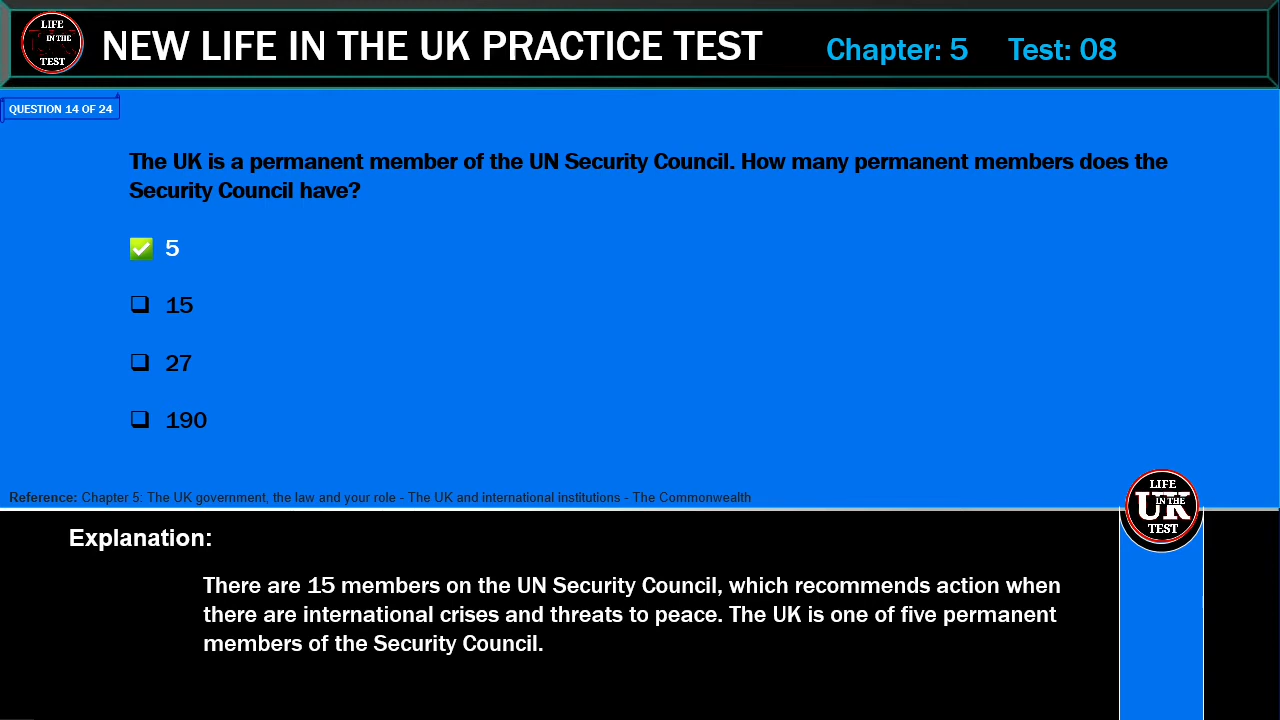 LIFE
IN THE
TEST
NEW LIFE IN THE UK PRACTICE TEST
Chapter: 5 Test: 08
QUESTION 14 OF 24
The UK is a permanent member of the UN Security Council. How many permanent members does the
Security Council have?
5
15
27
190
Reference: Chapter 5: The UK government, the law and your role - The UK and international institutions - The Commonwealth
LIFE
UK IN THE
TEST
Explanation:
There are 15 members on the UN Security Council, which recommends action when
there are international crises and threats to peace. The UK is one of five permanent
members of the Security Council.